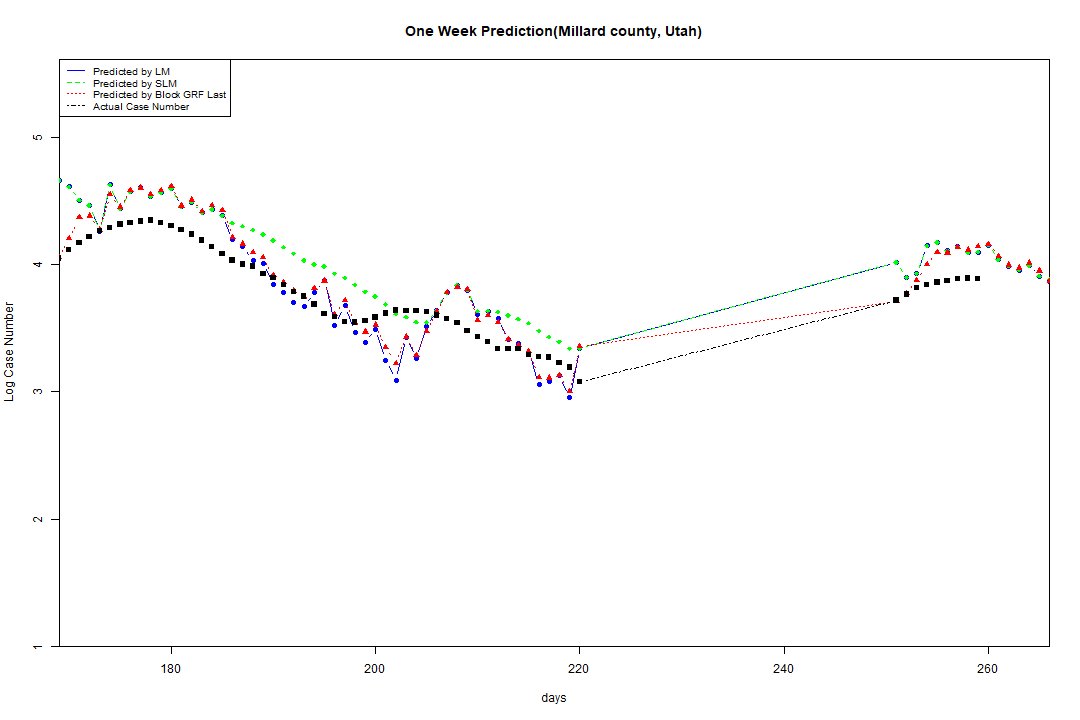 One Week Prediction(Millard county, Utah)
Predicted by LM
Predicted by SLM
Predicted by Block GRF Last
Actual Case Number
5
4
3
2
1
Log Case Number
180 200 220 240 260
days